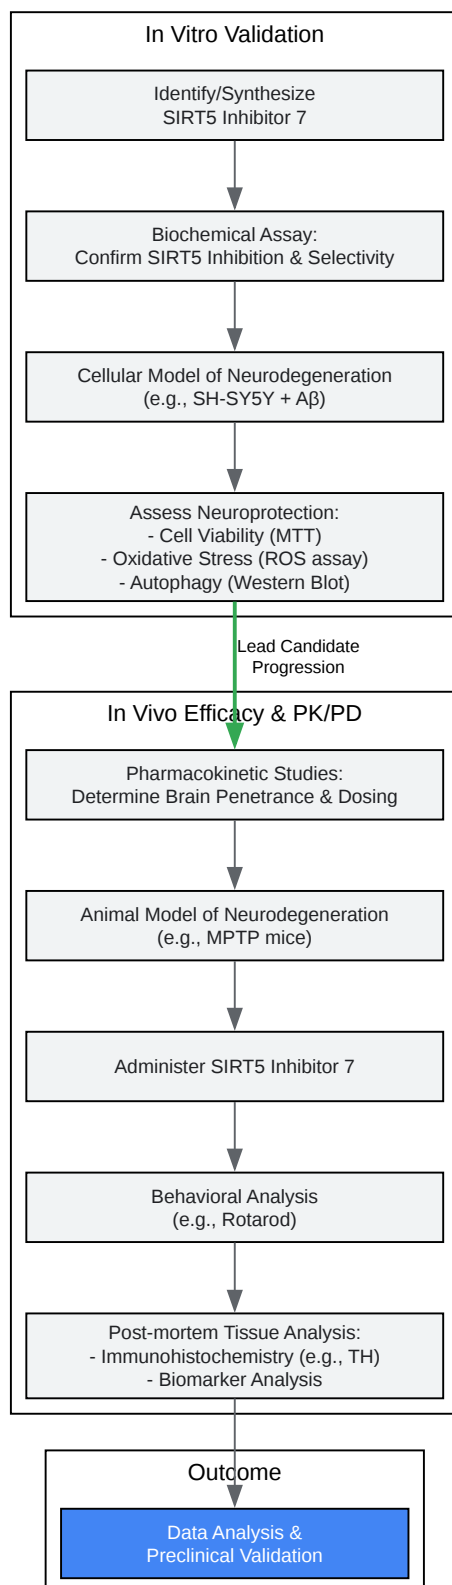 In Vitro Validation
Identify/Synthesize
SIRT5 Inhibitor 7
Biochemical Assay:
Confirm SIRT5 Inhibition & Selectivity
Cellular Model of Neurodegeneration
(e.g., SH-SY5Y + Aβ)
Assess Neuroprotection:
- Cell Viability (MTT)
- Oxidative Stress (ROS assay)
- Autophagy (Western Blot)
Lead Candidate
Progression
In Vivo Efficacy & PK/PD
Pharmacokinetic Studies:
Determine Brain Penetrance & Dosing
Animal Model of Neurodegeneration
(e.g., MPTP mice)
Administer SIRT5 Inhibitor 7
Behavioral Analysis
(e.g., Rotarod)
Post-mortem Tissue Analysis:
- Immunohistochemistry (e.g., TH)
- Biomarker Analysis
Outcome
Data Analysis &
Preclinical Validation